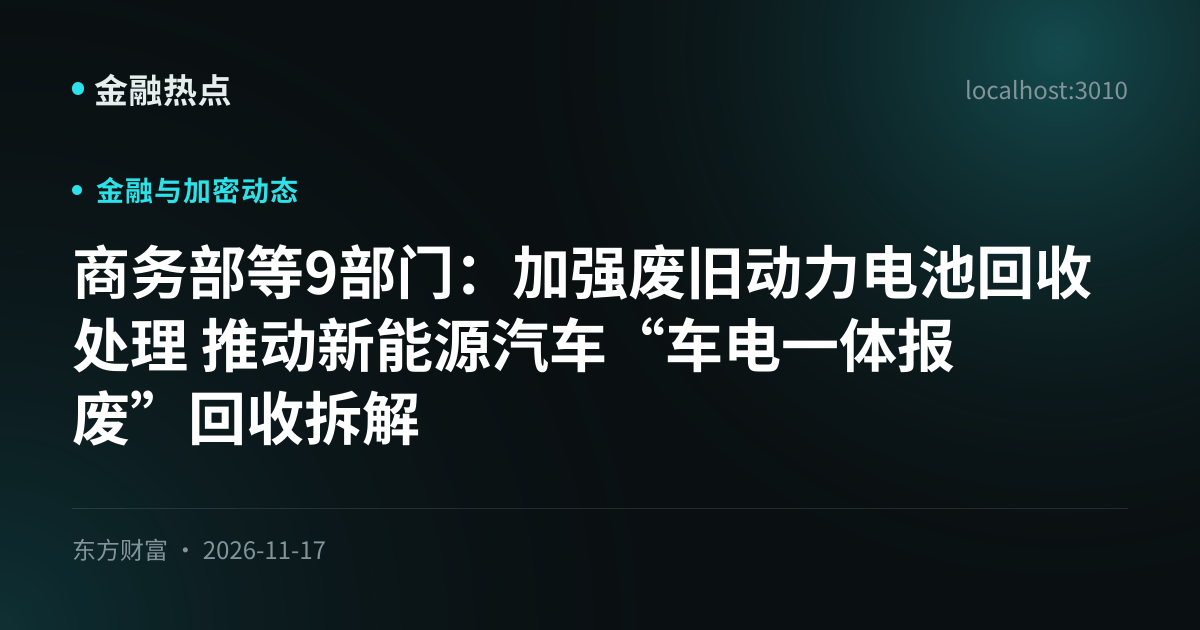 金融热点
localhost:3010
金融与加密动态
商务部等9部门：加强废旧动力电池回收
处理 推动新能源汽车“车电一体报
废”回收拆解
东方财富 · 2026-11-17